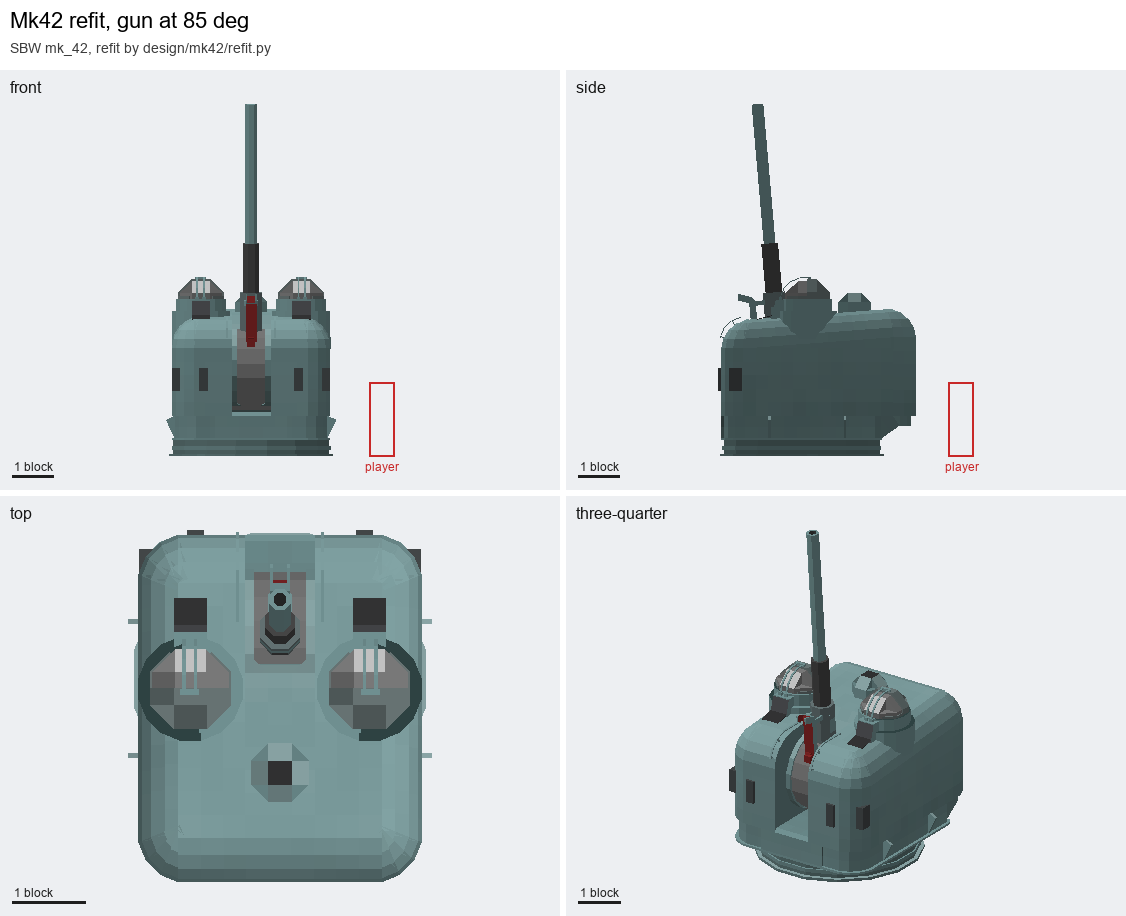 Mk42 refit, gun at 85 deg
SBW mk_42, refit by design/mk42/refit.py
front
side
1 block
player
1 block
player
top
three-quarter
1 block
1 block